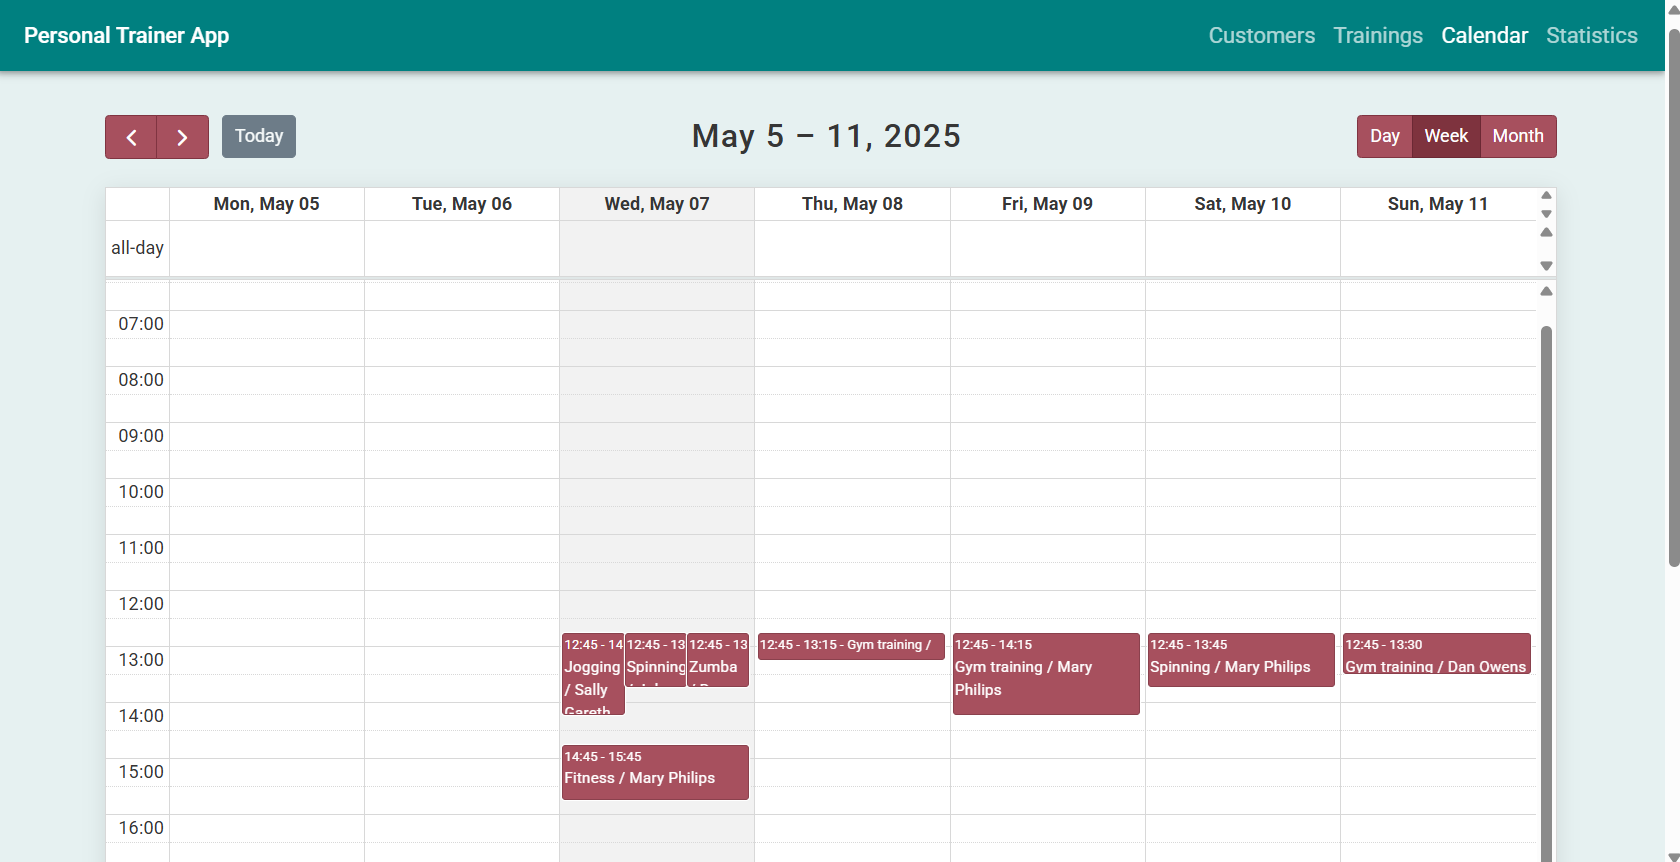 Personal Trainer App
Customers Trainings Calendar Statistics
Today
May 5 – 11, 2025
Day Week Month
Mon, May 05 Tue, May 06 Wed, May 07 Thu, May 08 Fri, May 09 Sat, May 10 Sun, May 11
all-day
07:00
08:00
09:00
10:00
11:00
12:00
13:00
14:00
15:00
16:00
12:45 - 14
Jogging
/ Sally
Gareth
12:45 - 13
Spinning
12:45 - 13
Zumba
14:45 - 15:45
Fitness / Mary Philips
12:45 - 13:15 - Gym training /
12:45 - 14:15
Gym training / Mary
Philips
12:45 - 13:45
Spinning / Mary Philips
12:45 - 13:30
Gym training / Dan Owens